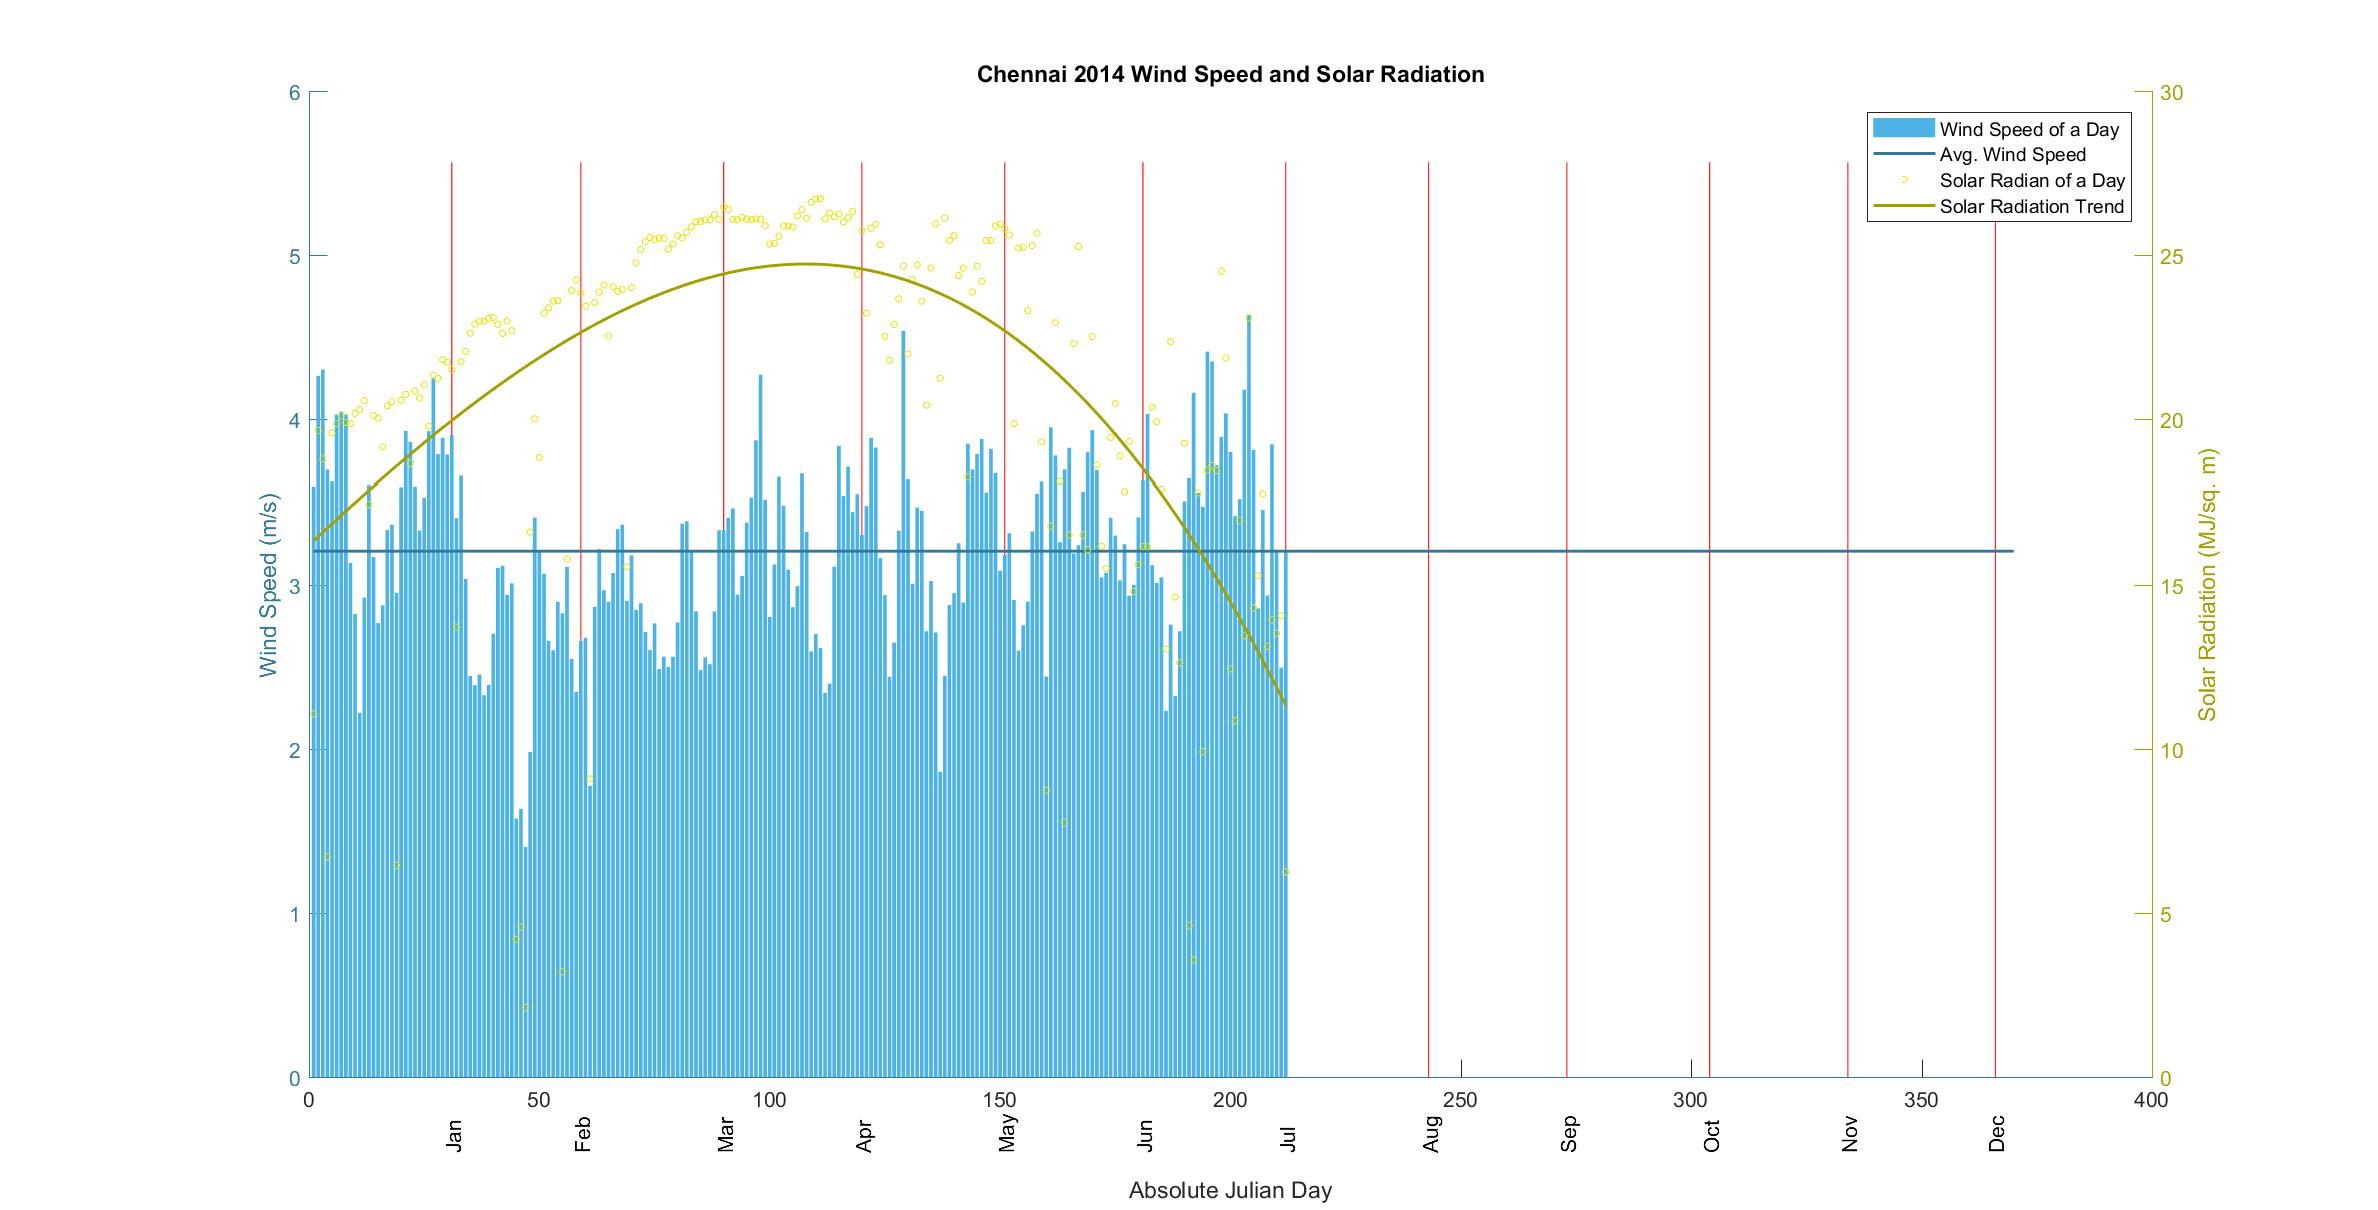 Chennai 2014 Wind Speed and Solar Radiation
Wind Speed of a Day
Avg. Wind Speed
Solar Radian of a Day
Solar Radiation Trend
6
5
4
3
2
1
0
Wind Speed (m/s)
30
25
20
15
10
5
0
Solar Radiation (MJ/sq. m)
0 50 100 150 200 250 300 350 400
Jan Feb Mar Apr May Jun Jul Aug Sep Oct Nov Dec
Absolute Julian Day